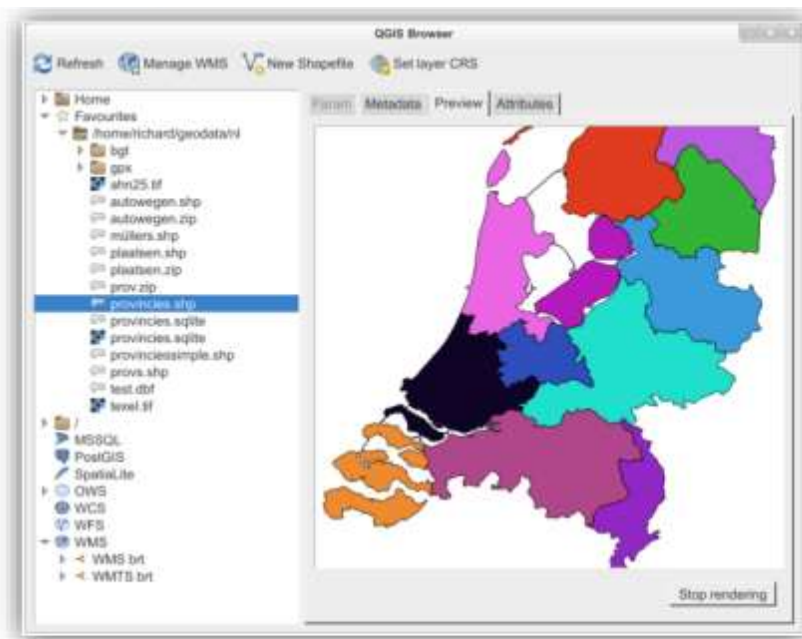 QGIS Browser
Refresh Manage WMS New Shapefile Set layer CRS
Param Metadata Preview Attributes
Home
Favourites
/home/richard/geodata/nl
bgt
gpx
ahn25.tif
autowegen.shp
autowegen.zip
müllers.shp
plaatsen.shp
plaatsen.zip
prov.zip
provincies.shp
provincies.sqlite
provincies.sqlite
provinciessimple.shp
provs.shp
test.dbf
texel.tif
/
MSSQL
PostGIS
SpatiaLite
OWS
WCS
WFS
WMS
WMS brt
WMTS brt
Stop rendering